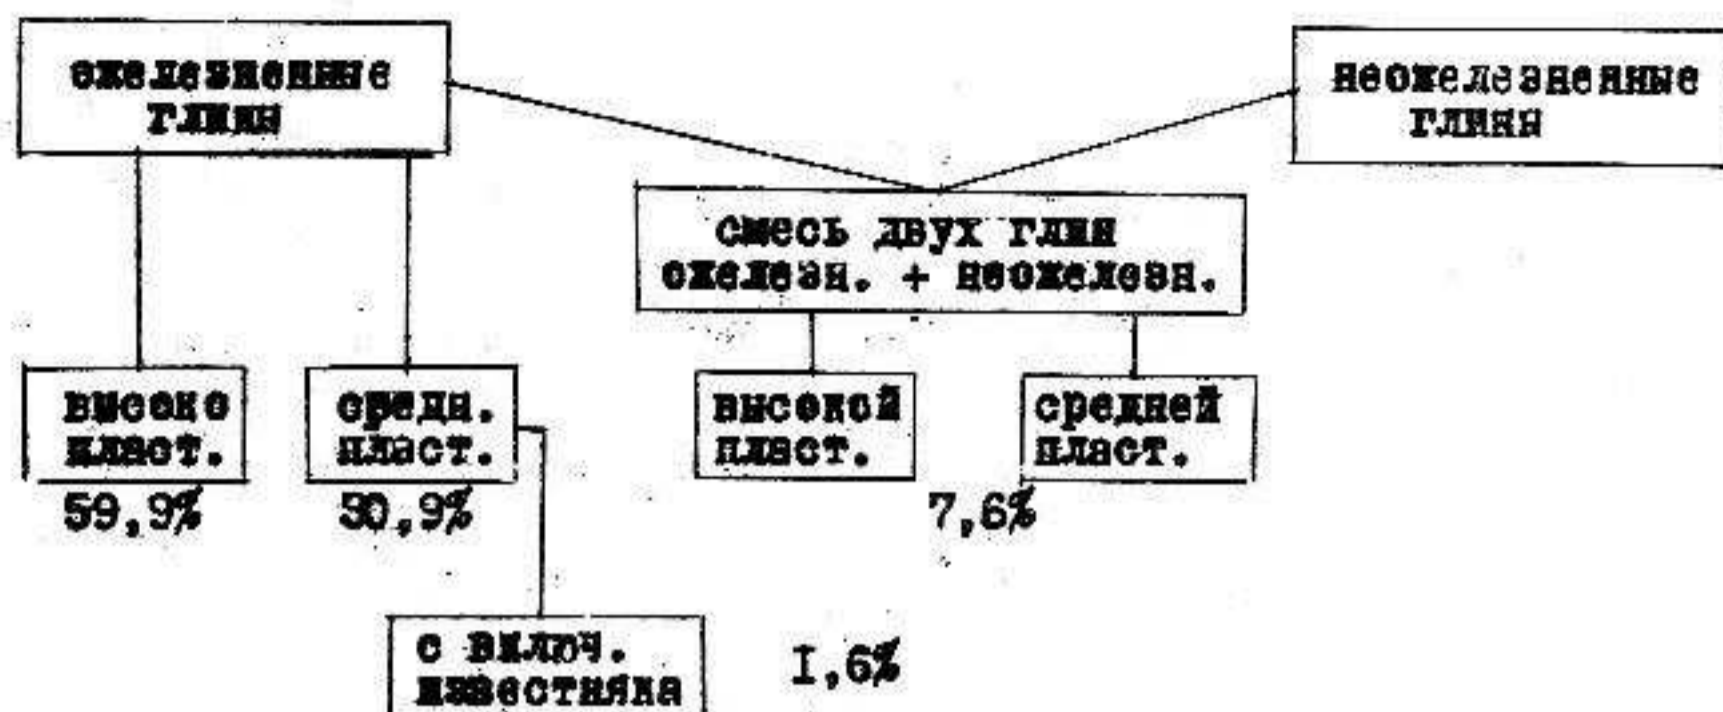 ожелезненные
глины
неожелезненные
глины
смесь двух глин
ожелезн. + неожелезн.
высоко
пласт.
59,9%
средн.
пласт.
30,9%
высокой
пласт.
средней
пласт.
7,6%
с включ.
известняка
I,6%